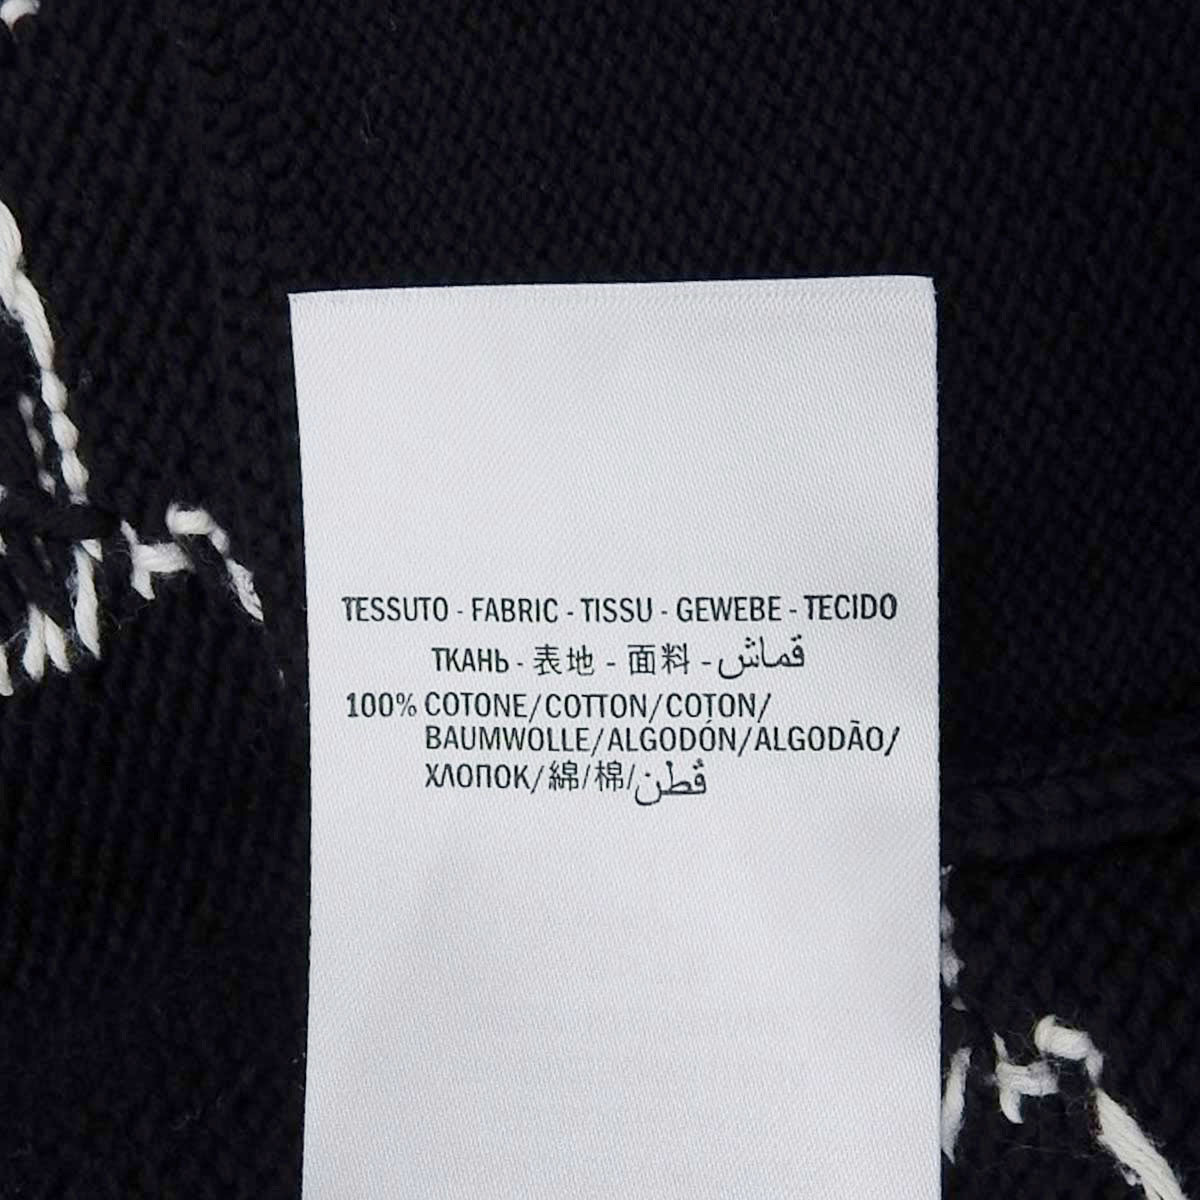 TESSUTO - FABRIC - TISSU - GEWEBE - TECIDO
ТКАНЬ - 表地 - 面料 - قماش
100% COTONE/COTTON/COTON/
BAUMWOLLE/ALGODÓN/ALGODÃO/
ХЛОПОК/綿/棉/قطن